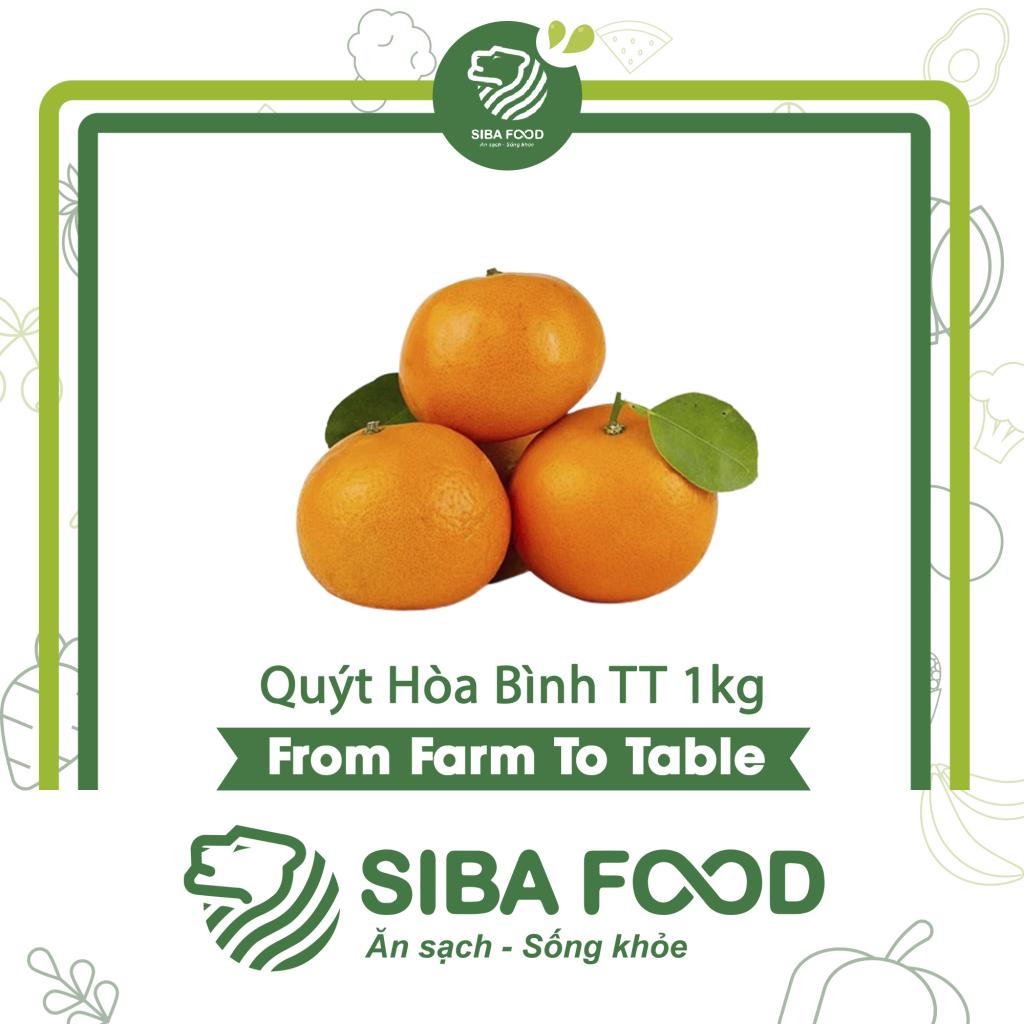 SIBA FOOD
Ăn sạch - Sống khỏe
Quýt Hòa Bình TT 1kg
From Farm To Table
SIBA FOOD
Ăn sạch - Sống khỏe